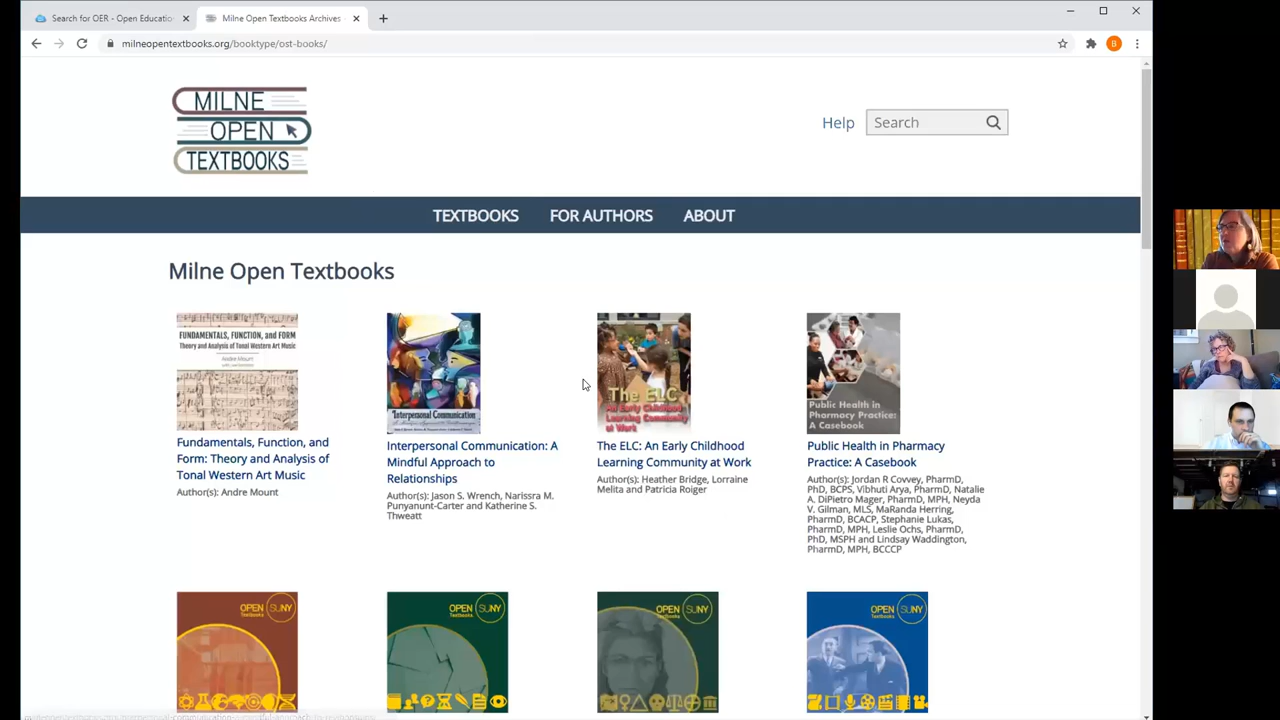 Search for OER - Open Educatio
Milne Open Textbooks Archives
milneopentextbooks.org/booktype/ost-books/
B
MILNE
OPEN
TEXTBOOKS
Help
Search
TEXTBOOKS
FOR AUTHORS
ABOUT
Milne Open Textbooks
FUNDAMENTALS, FUNCTION, and FORM
Theory and Analysis of Tonal Western Art Music
Andre Mount
Fundamentals, Function, and
Form: Theory and Analysis of
Tonal Western Art Music
Author(s): Andre Mount
Interpersonal Communication
Interpersonal Communication: A
Mindful Approach to
Relationships
Author(s): Jason S. Wrench, Narissra M.
Punyanunt-Carter and Katherine S.
Thweatt
The ELC
An Early Childhood
Learning Community
at Work
The ELC: An Early Childhood
Learning Community at Work
Author(s): Heather Bridge, Lorraine
Melita and Patricia Roiger
Public Health in
Pharmacy Practice:
A Casebook
Public Health in Pharmacy
Practice: A Casebook
Author(s): Jordan R Covvey, PharmD,
PhD, BCPS, Vibhuti Arya, PharmD, Natalie
A. DiPietro Mager, PharmD, MPH, Neyda
V. Gilman, MLS, MaRanda Herring,
PharmD, BCACP, Stephanie Lukas,
PharmD, MPH, Leslie Ochs, PharmD,
PhD, MSPH and Lindsay Waddington,
PharmD, MPH, BCCCP
OPEN SUNY
Textbooks
OPEN SUNY
Textbooks
OPEN SUNY
Textbooks
OPEN SUNY
Textbooks